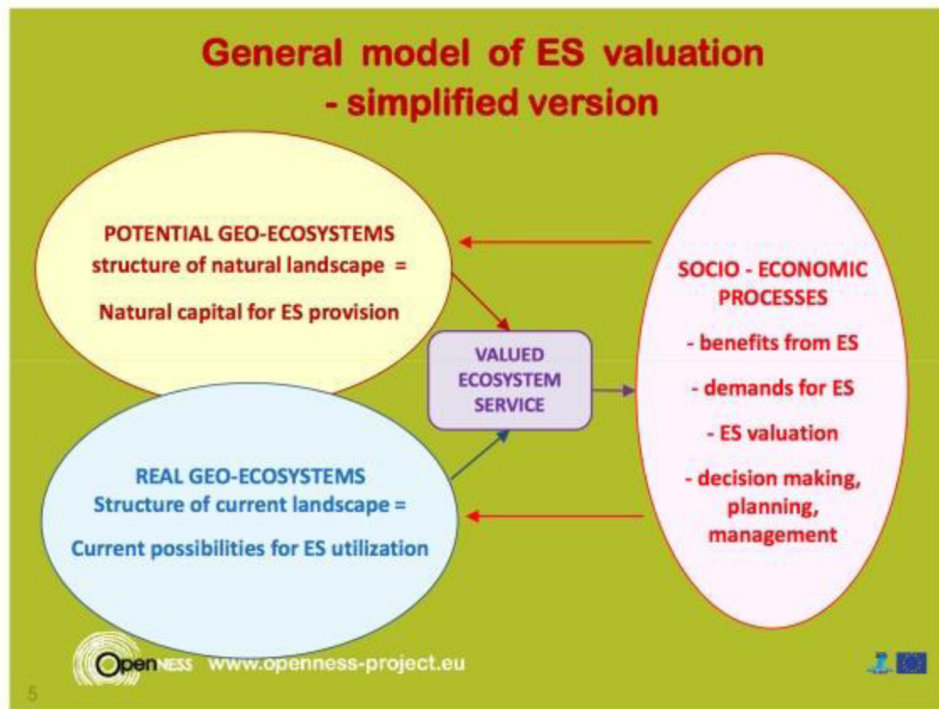 General model of ES valuation
- simplified version
POTENTIAL GEO-ECOSYSTEMS
structure of natural landscape =
Natural capital for ES provision
VALUED
ECOSYSTEM
SERVICE
REAL GEO-ECOSYSTEMS
Structure of current landscape =
Current possibilities for ES utilization
SOCIO - ECONOMIC
PROCESSES
- benefits from ES
- demands for ES
- ES valuation
- decision making,
planning,
management
OpenNESS www.openness-project.eu
5